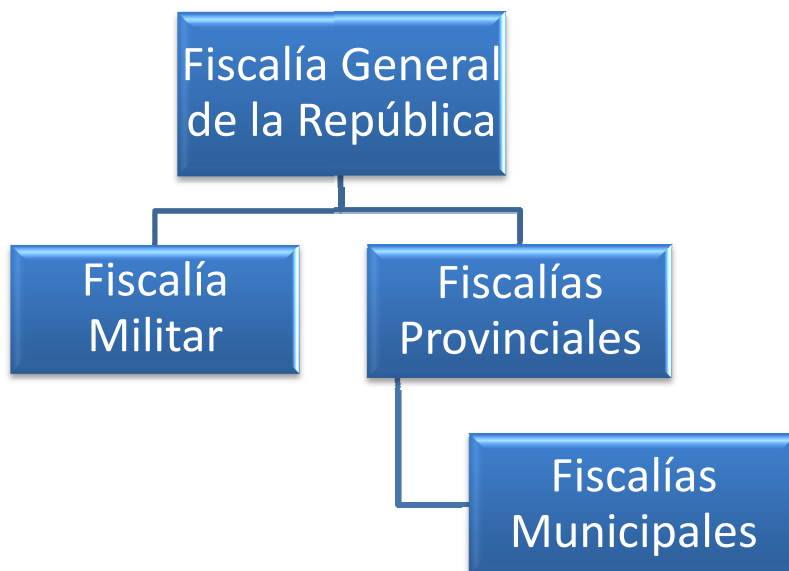 Fiscalía General
de la República
Fiscalía
Militar
Fiscalías
Provinciales
Fiscalías
Municipales